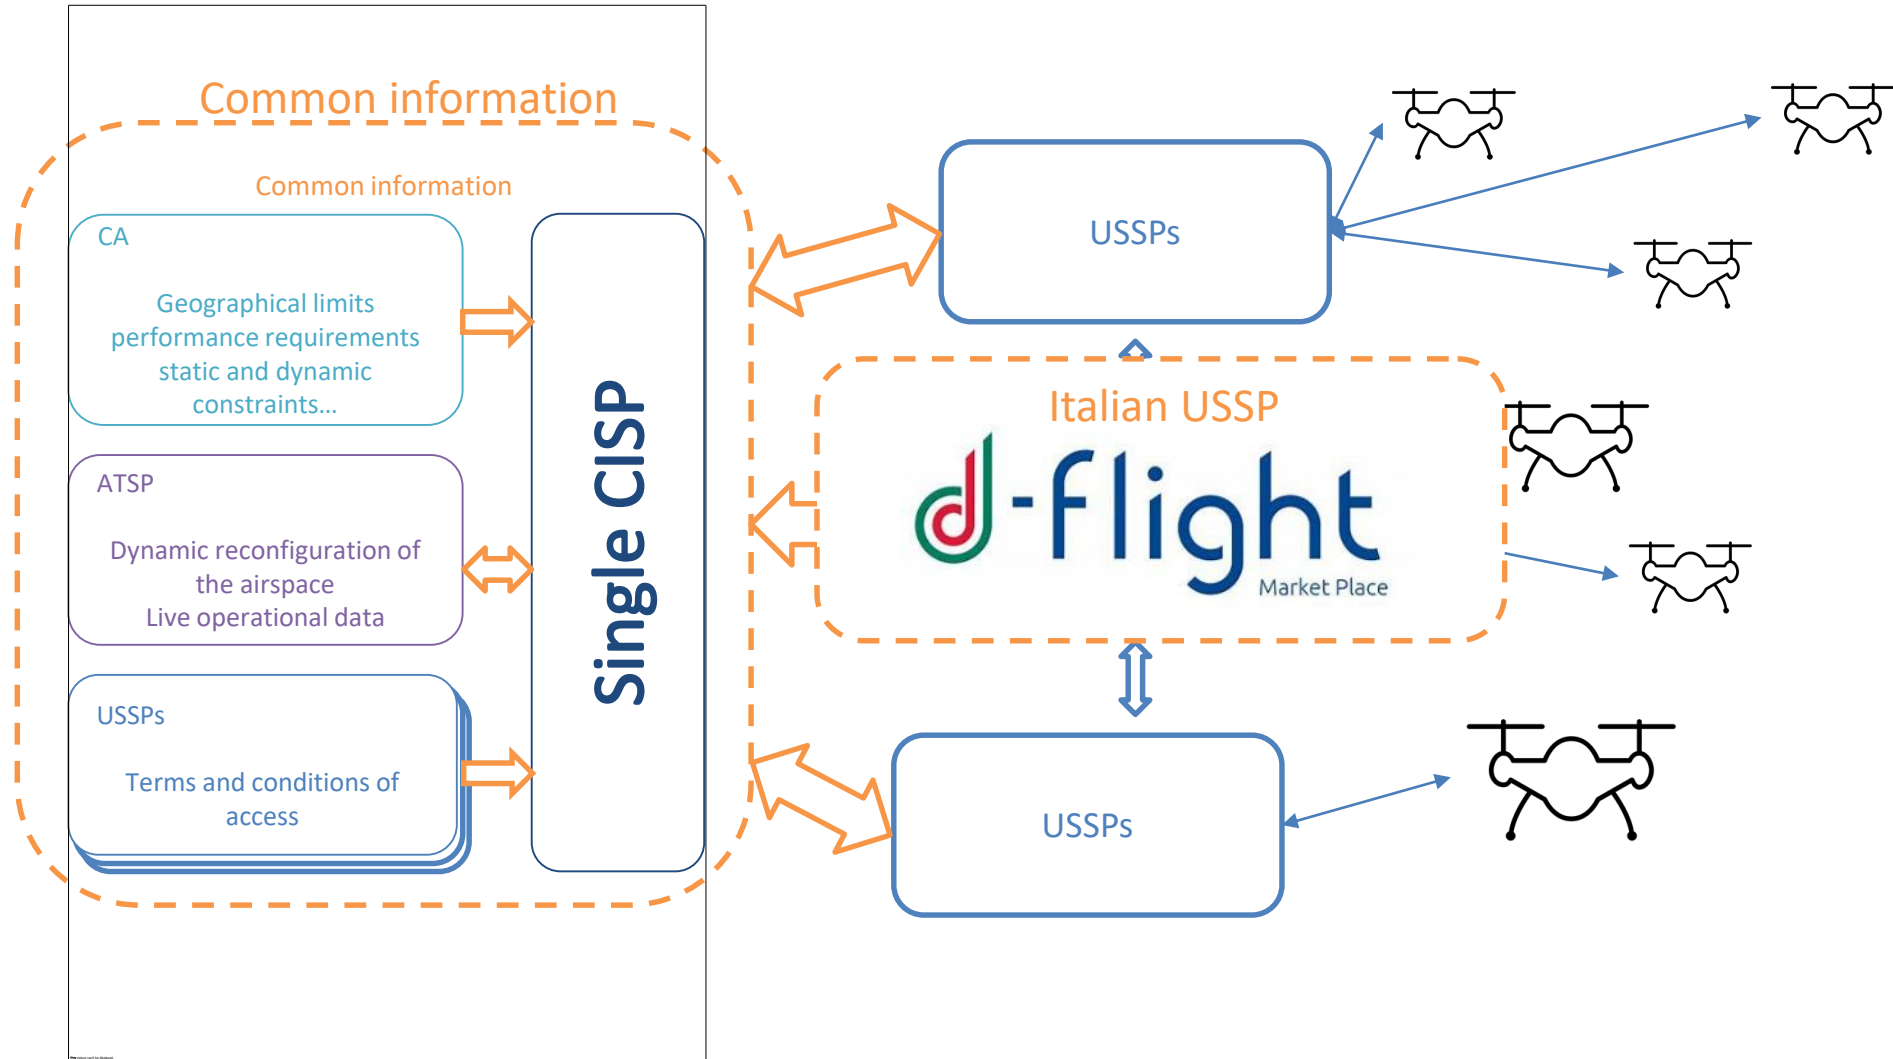 Common information
Common information
CA
Geographical limits
performance requirements
static and dynamic
constraints...
ATSP
Dynamic reconfiguration of
the airspace
Live operational data
USSPs
Terms and conditions of
access
Single CISP
USSPs
Italian USSP
d-flight
Market Place
USSPs